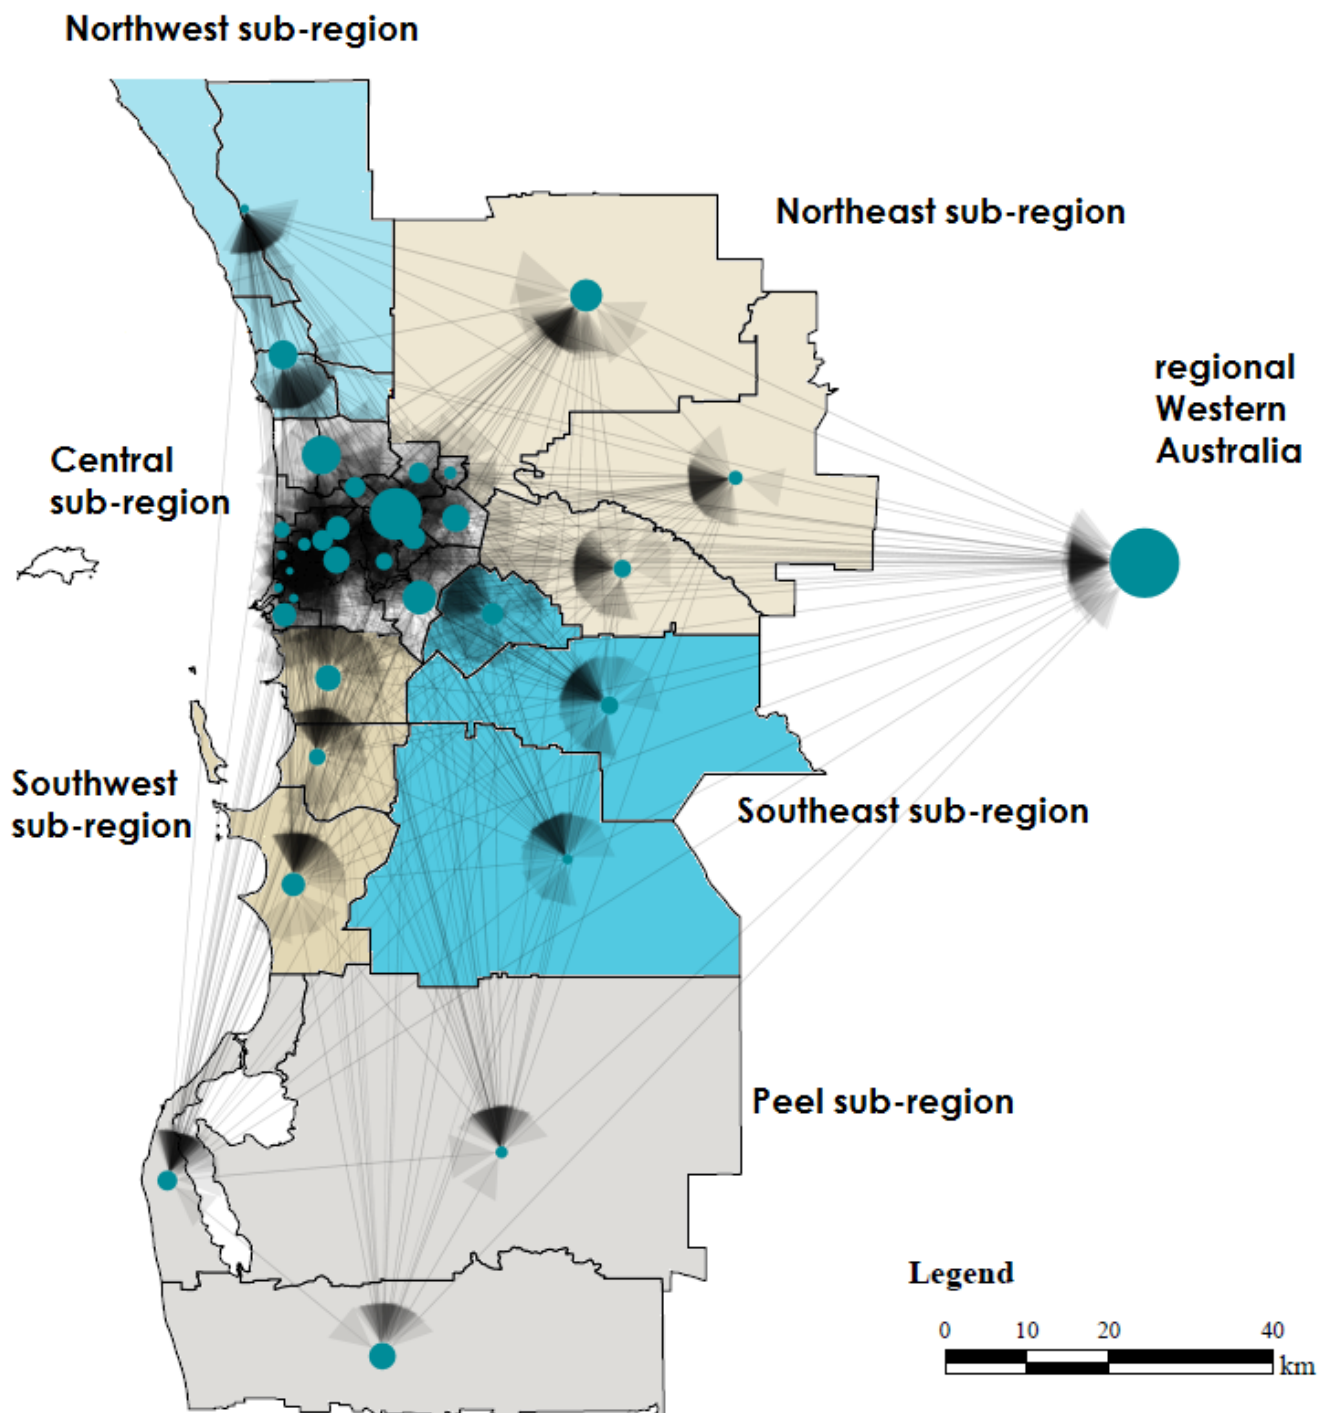 Northwest sub-region
Northeast sub-region
regional
Western
Australia
Central
sub-region
Southwest
sub-region
Southeast sub-region
Peel sub-region
Legend
0 10 20 40
km